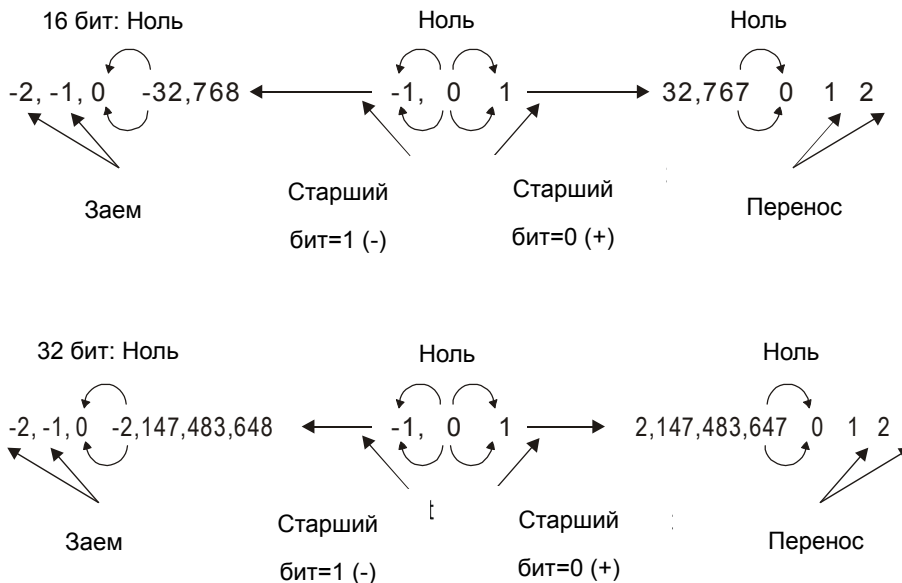 16 бит: Ноль Ноль Ноль
-2, -1, 0 -32,768 -1, 0 1 32,767 0 1 2
Заем Старший Старший Перенос
бит=1 (-) бит=0 (+)
32 бит: Ноль Ноль Ноль
-2, -1, 0 -2,147,483,648 -1, 0 1 2,147,483,647 0 1 2
Заем Старший Старший Перенос
бит=1 (-) бит=0 (+)